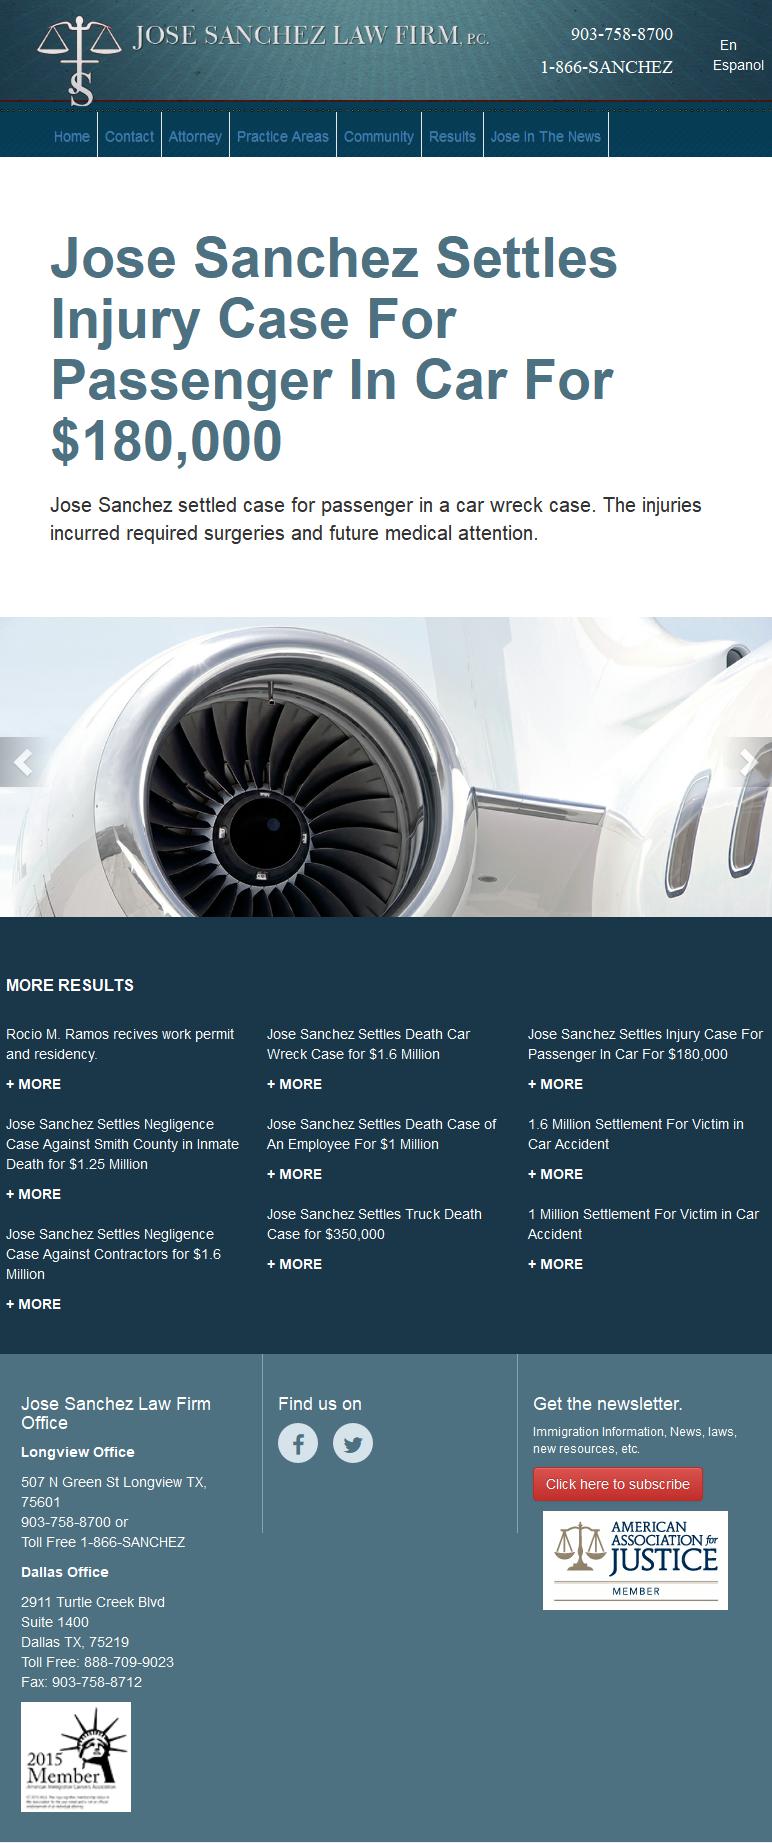 JOSE SANCHEZ LAW FIRM, P.C.
JS
903-758-8700
1-866-SANCHEZ
En
Espanol
Home
Contact
Attorney
Practice Areas
Community
Results
Jose In The News
Jose Sanchez Settles
Injury Case For
Passenger In Car For
$180,000
Jose Sanchez settled case for passenger in a car wreck case. The injuries
incurred required surgeries and future medical attention.
MORE RESULTS
Rocio M. Ramos recives work permit
and residency.
+ MORE
Jose Sanchez Settles Negligence
Case Against Smith County in Inmate
Death for $1.25 Million
+ MORE
Jose Sanchez Settles Negligence
Case Against Contractors for $1.6
Million
+ MORE
Jose Sanchez Settles Death Car
Wreck Case for $1.6 Million
+ MORE
Jose Sanchez Settles Death Case of
An Employee For $1 Million
+ MORE
Jose Sanchez Settles Truck Death
Case for $350,000
+ MORE
Jose Sanchez Settles Injury Case For
Passenger In Car For $180,000
+ MORE
1.6 Million Settlement For Victim in
Car Accident
+ MORE
1 Million Settlement For Victim in Car
Accident
+ MORE
Jose Sanchez Law Firm
Office
Longview Office
507 N Green St Longview TX,
75601
903-758-8700 or
Toll Free 1-866-SANCHEZ
Dallas Office
2911 Turtle Creek Blvd
Suite 1400
Dallas TX, 75219
Toll Free: 888-709-9023
Fax: 903-758-8712
2015
Member
American Immigration Lawyers Association
Find us on
Get the newsletter.
Immigration Information, News, laws,
new resources, etc.
Click here to subscribe
AMERICAN
ASSOCIATION for
JUSTICE
MEMBER